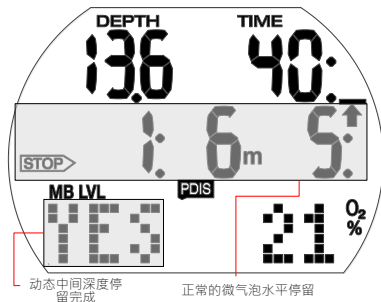 DEPTH TIME
13.6 40:
STOP 1: 6m 5:
MB LVL PDIS
YES 21 O2 %
动态中间深度停
留完成
正常的微气泡水平停留